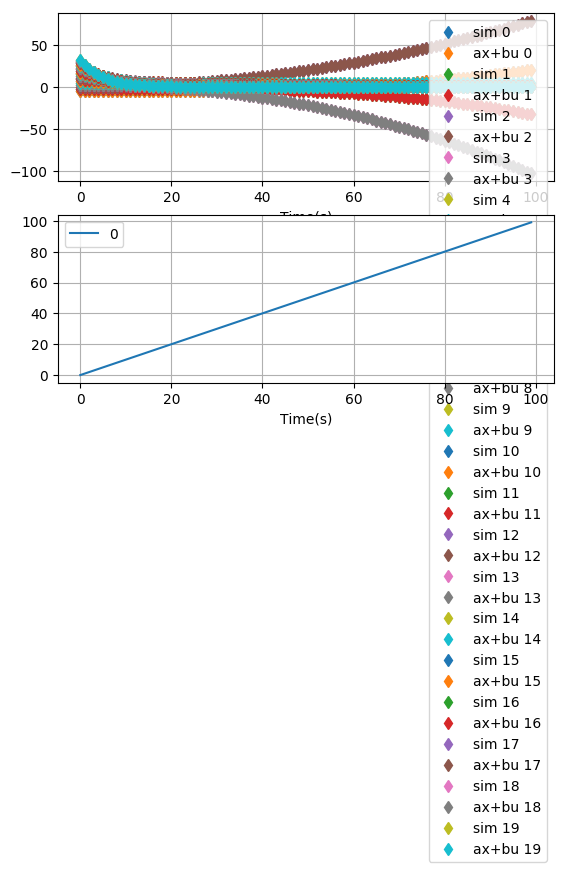 50
0
−50
−100
0
20
40
60
80
100
Time(s)
sim 0
ax+bu 0
sim 1
ax+bu 1
sim 2
ax+bu 2
sim 3
ax+bu 3
sim 4
100
80
60
40
20
0
0
0
20
40
60
80
100
Time(s)
ax+bu 8
sim 9
ax+bu 9
sim 10
ax+bu 10
sim 11
ax+bu 11
sim 12
ax+bu 12
sim 13
ax+bu 13
sim 14
ax+bu 14
sim 15
ax+bu 15
sim 16
ax+bu 16
sim 17
ax+bu 17
sim 18
ax+bu 18
sim 19
ax+bu 19